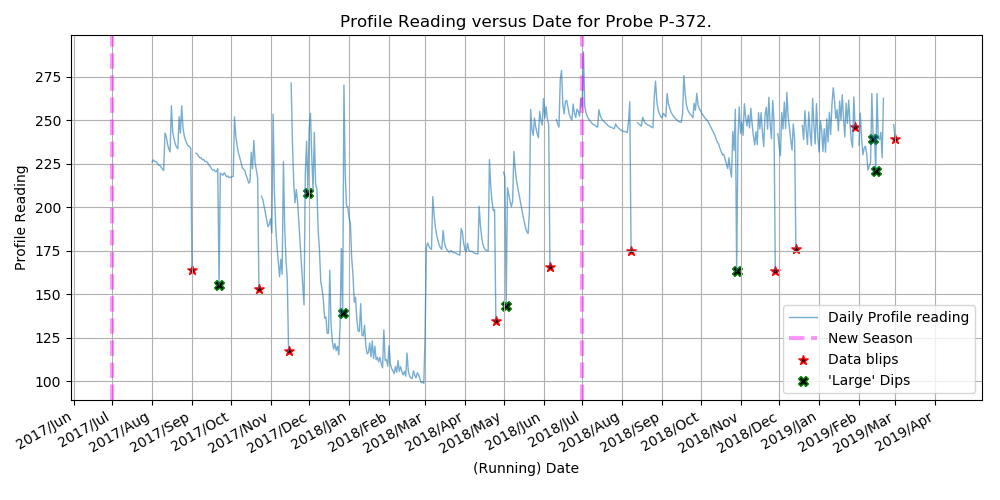 Profile Reading versus Date for Probe P-372.
Profile Reading
275
250
225
200
175
150
125
100
Daily Profile reading
New Season
Data blips
'Large' Dips
2017/Jun
2017/Jul
2017/Aug
2017/Sep
2017/Oct
2017/Nov
2017/Dec
2018/Jan
2018/Feb
2018/Mar
2018/Apr
2018/May
2018/Jun
2018/Jul
2018/Aug
2018/Sep
2018/Oct
2018/Nov
2018/Dec
2019/Jan
2019/Feb
2019/Mar
2019/Apr
(Running) Date